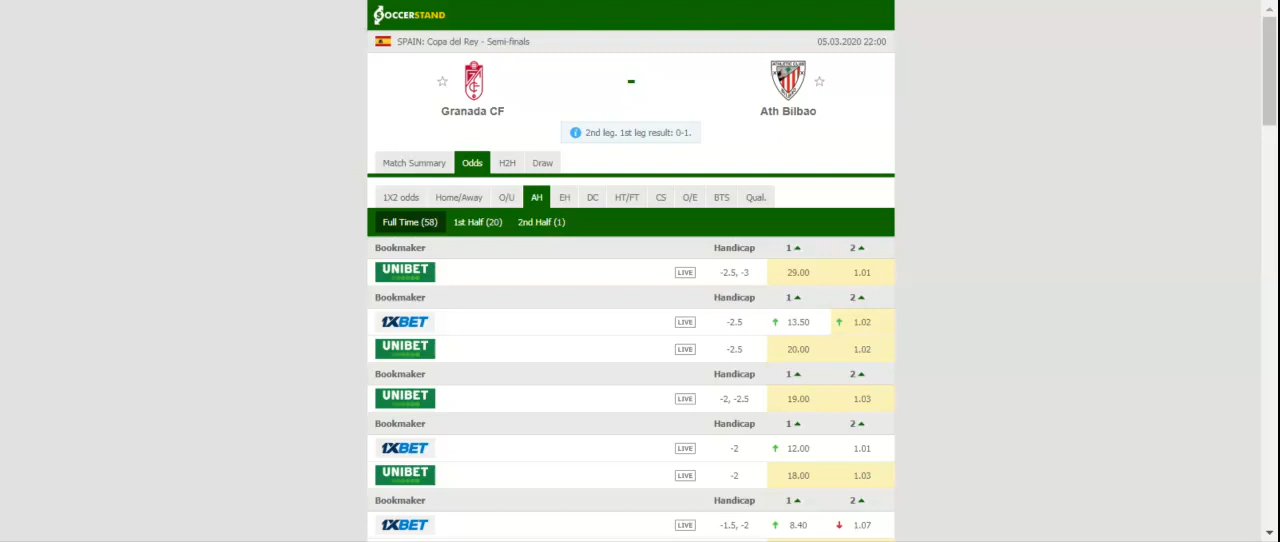 SOCCERSTAND
SPAIN: Copa del Rey - Semi-finals 05.03.2020 22:00
-
Granada CF Ath Bilbao
2nd leg. 1st leg result: 0-1.
Match Summary Odds H2H Draw
1X2 odds Home/Away O/U AH EH DC HT/FT CS O/E BTS Qual.
Full Time (58) 1st Half (20) 2nd Half (1)
Bookmaker Handicap 1 2
UNIBET LIVE -2.5, -3 29.00 1.01
Bookmaker Handicap 1 2
1XBET LIVE -2.5 13.50 1.02
UNIBET LIVE -2.5 20.00 1.02
Bookmaker Handicap 1 2
UNIBET LIVE -2, -2.5 19.00 1.03
Bookmaker Handicap 1 2
1XBET LIVE -2 12.00 1.01
UNIBET LIVE -2 18.00 1.03
Bookmaker Handicap 1 2
1XBET LIVE -1.5, -2 8.40 1.07